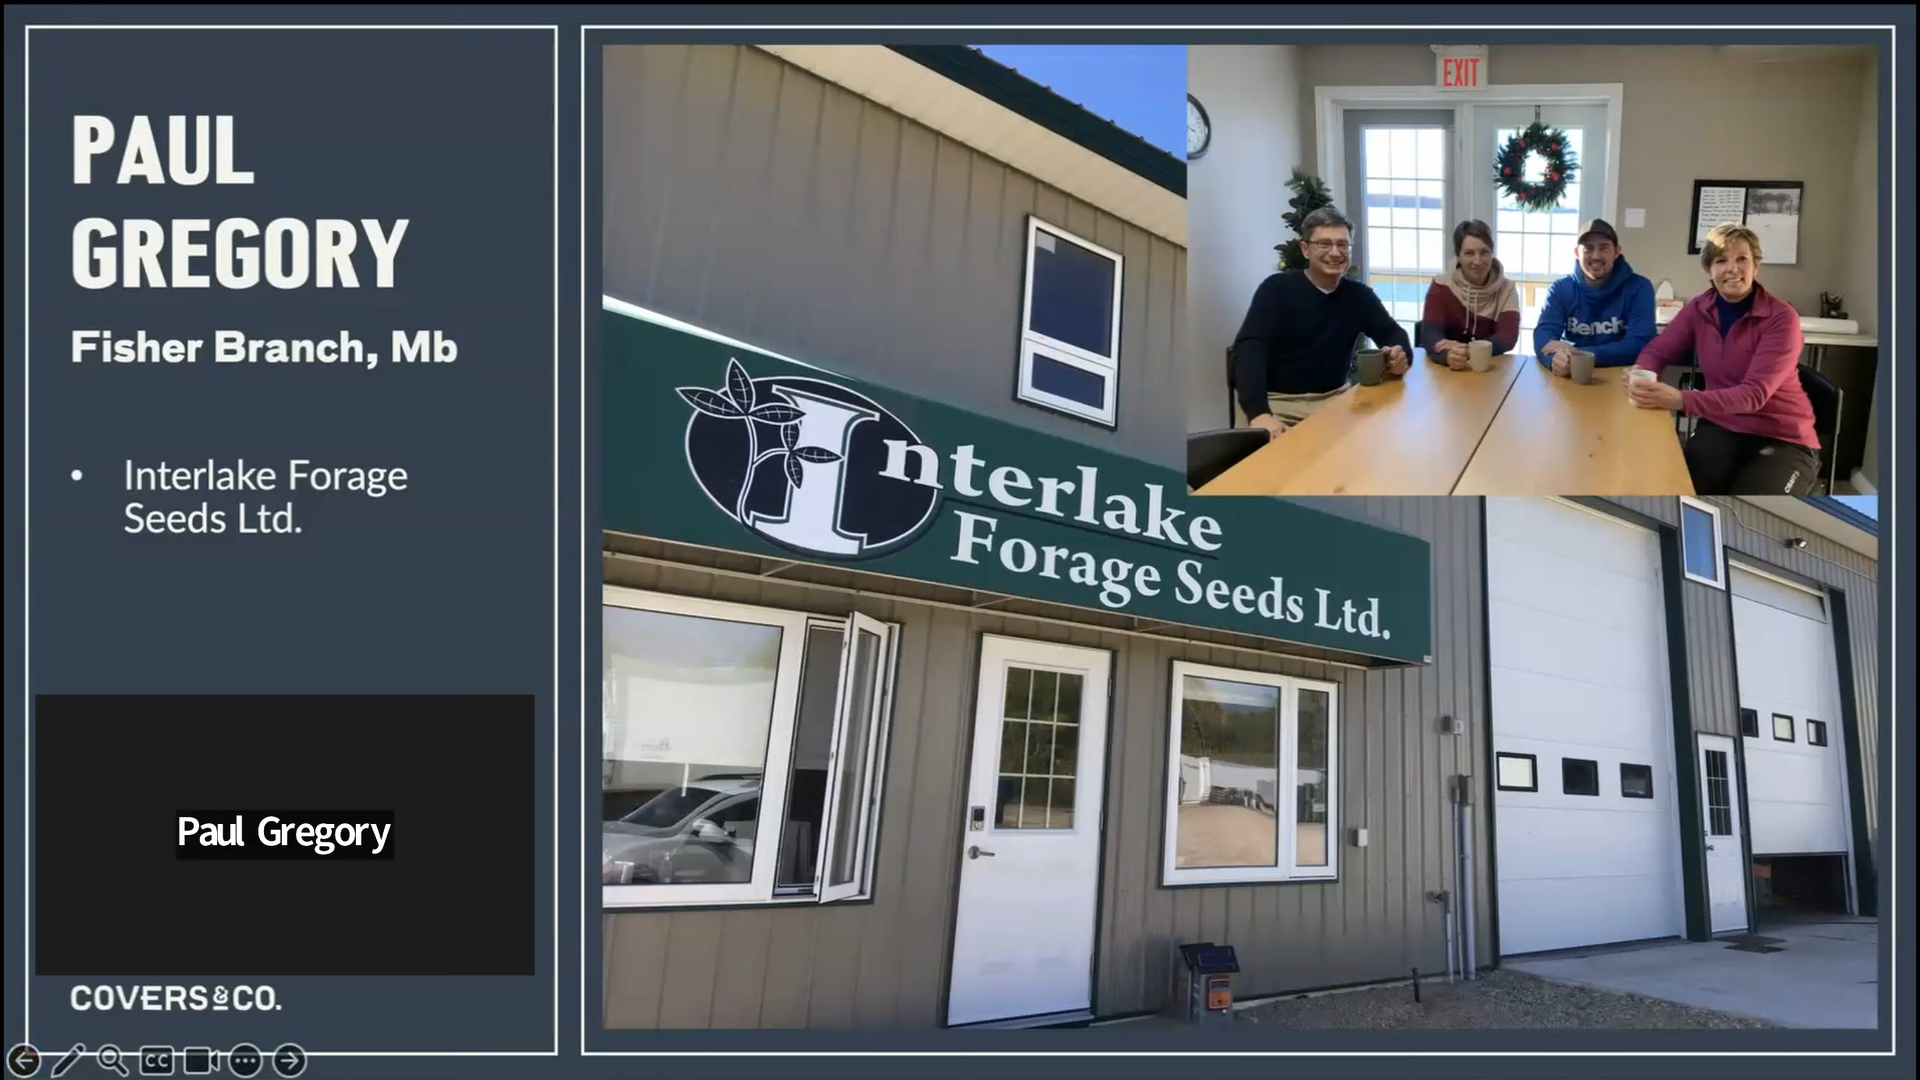 PAUL
GREGORY
Fisher Branch, Mb
• Interlake Forage
Seeds Ltd.
Paul Gregory
COVERS&CO.
CC
Interlake
Forage Seeds Ltd.
EXIT
Bench